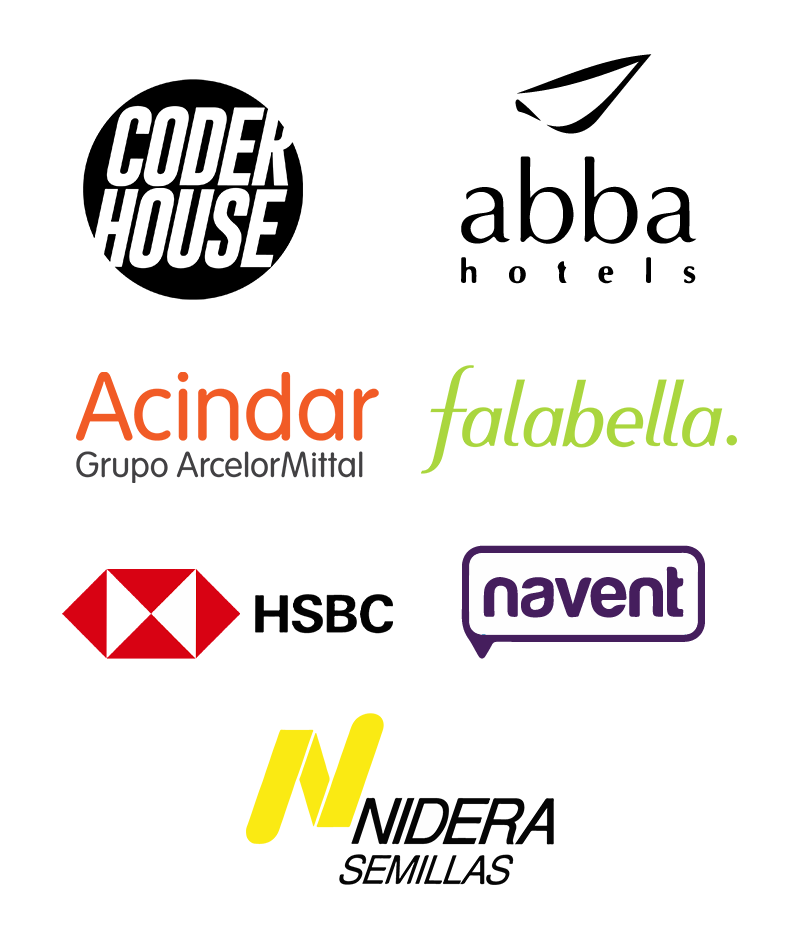 CODER
HOUSE
abba
hotels
Acindar
Grupo ArcelorMittal
falabella.
HSBC
navent
NIDERA
SEMILLAS